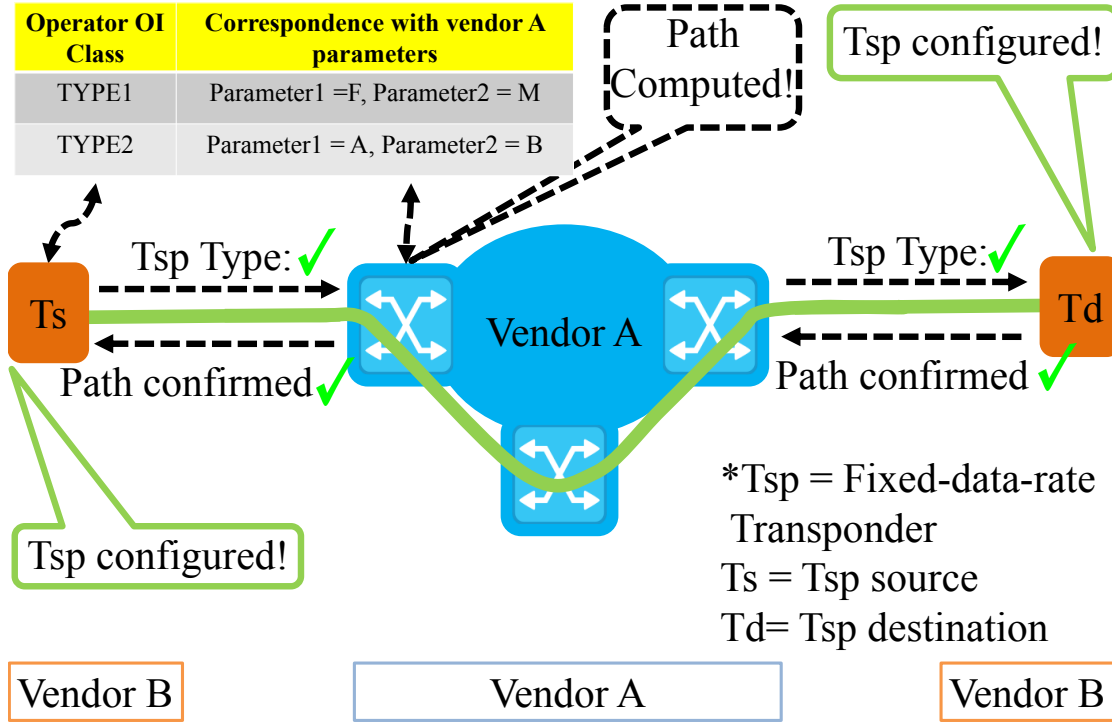 Operator OI
Class
Correspondence with vendor A
parameters
TYPE1
Parameter1 =F, Parameter2 = M
TYPE2
Parameter1 = A, Parameter2 = B
Path
Computed!
Tsp configured!
Tsp Type:
Tsp Type:
Ts
Vendor A
Td
Path confirmed
Path confirmed
Tsp configured!
*Tsp = Fixed-data-rate
Transponder
Ts = Tsp source
Td= Tsp destination
Vendor B
Vendor A
Vendor B